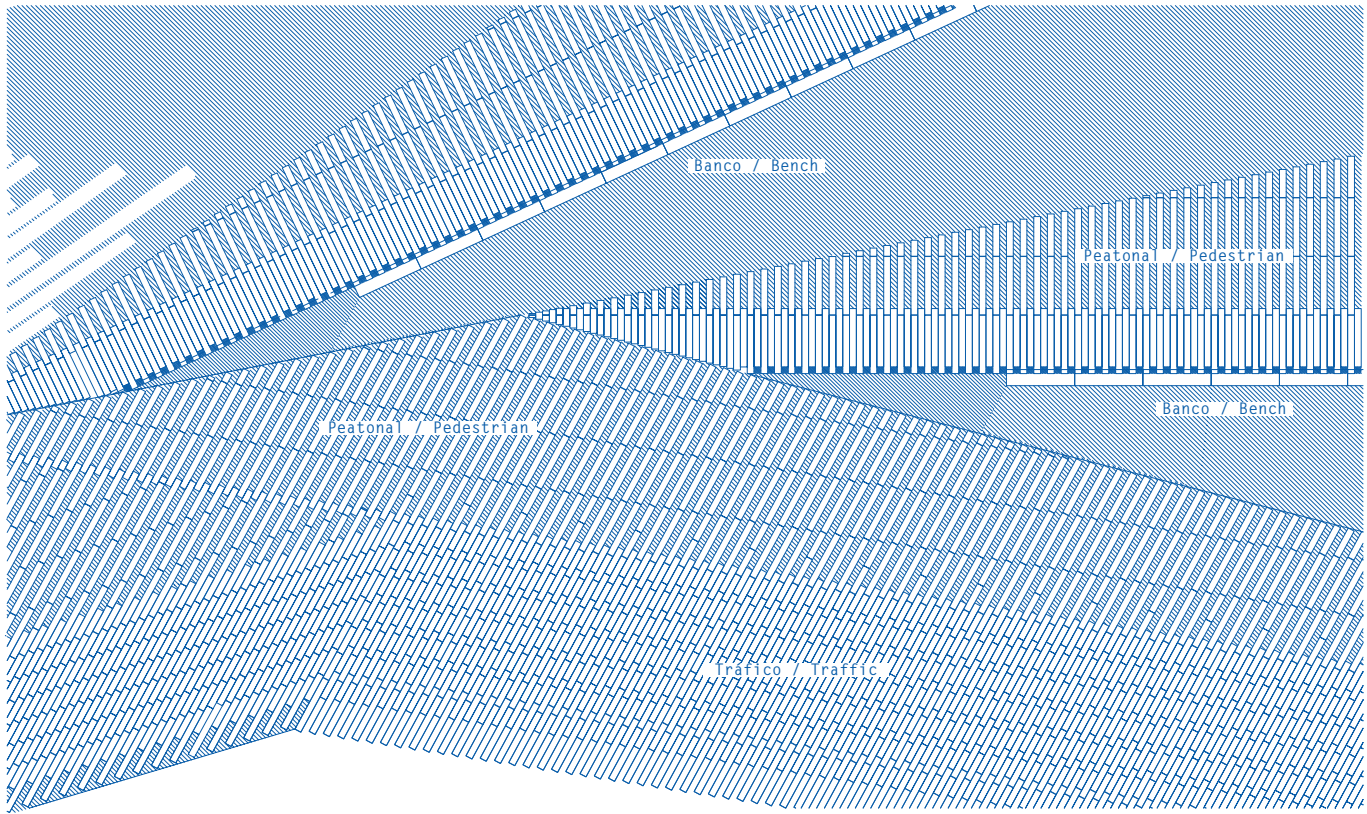 Banco / Bench
Peatonal / Pedestrian
Banco / Bench
Peatonal / Pedestrian
Tráfico / Traffic